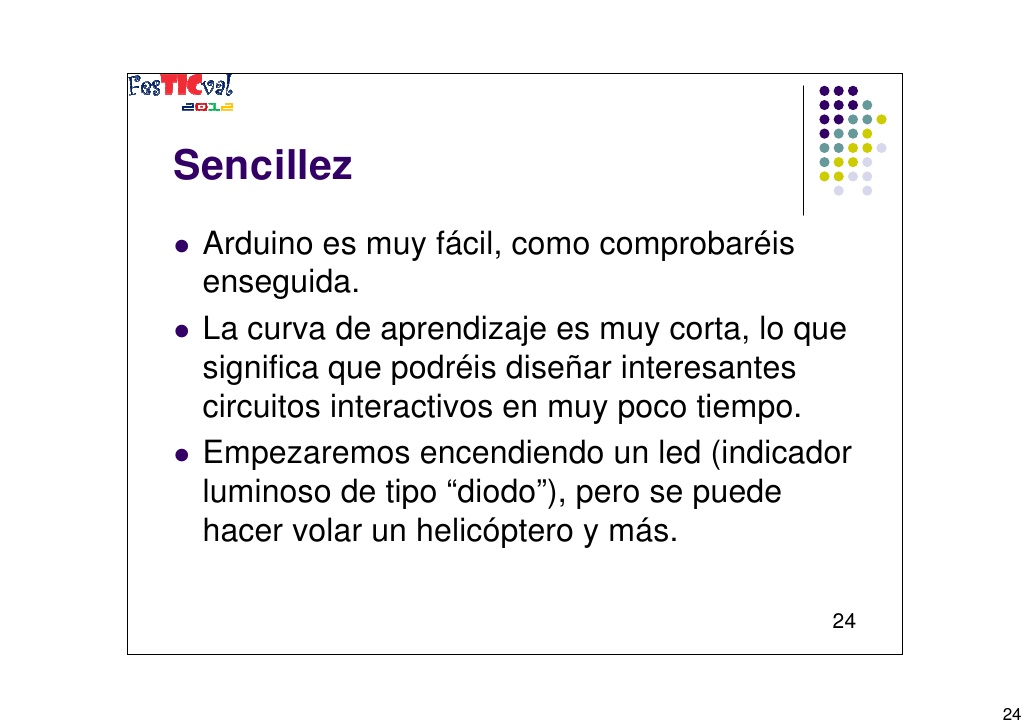 FesTICval
2012
Sencillez
● Arduino es muy fácil, como comprobaréis
enseguida.
● La curva de aprendizaje es muy corta, lo que
significa que podréis diseñar interesantes
circuitos interactivos en muy poco tiempo.
● Empezaremos encendiendo un led (indicador
luminoso de tipo “diodo”), pero se puede
hacer volar un helicóptero y más.
24
24